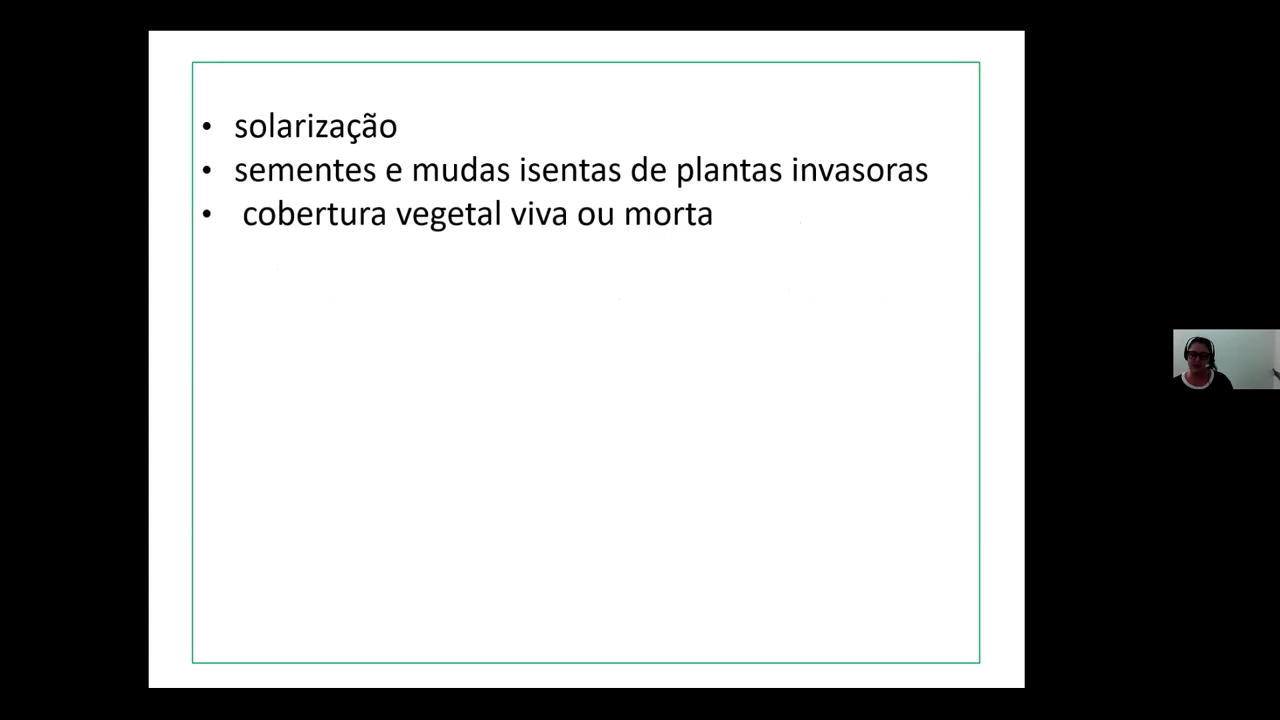 • solarização
• sementes e mudas isentas de plantas invasoras
• cobertura vegetal viva ou morta